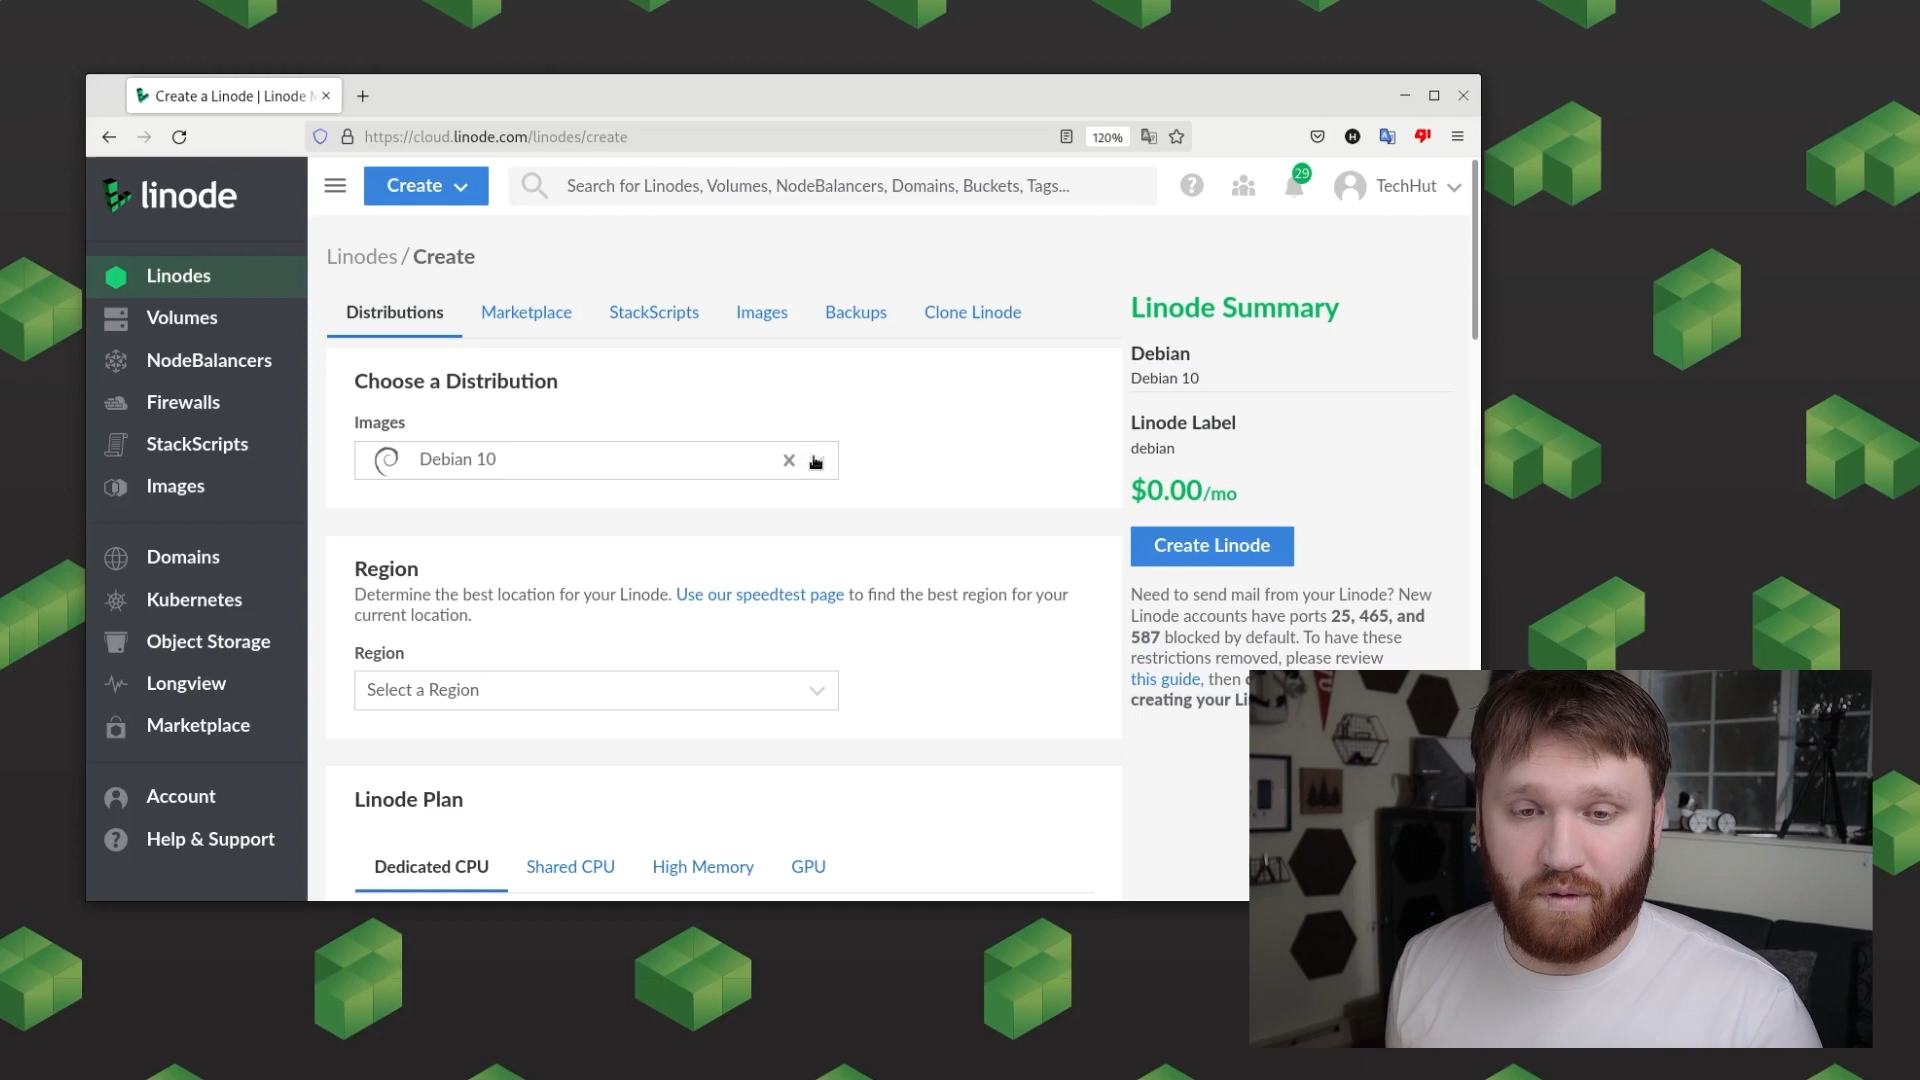 Create a Linode | Linode
https://cloud.linode.com/linodes/create
120%
linode
Create
Search for Linodes, Volumes, NodeBalancers, Domains, Buckets, Tags...
29
TechHut
Linodes
Volumes
NodeBalancers
Firewalls
StackScripts
Images
Domains
Kubernetes
Object Storage
Longview
Marketplace
Account
Help & Support
Linodes / Create
Distributions
Marketplace
StackScripts
Images
Backups
Clone Linode
Choose a Distribution
Images
Debian 10
Region
Determine the best location for your Linode. Use our speedtest page to find the best region for your
current location.
Region
Select a Region
Linode Plan
Dedicated CPU
Shared CPU
High Memory
GPU
Linode Summary
Debian
Debian 10
Linode Label
debian
$0.00/mo
Create Linode
Need to send mail from your Linode? New
Linode accounts have ports 25, 465, and
587 blocked by default. To have these
restrictions removed, please review
this guide, then
creating your